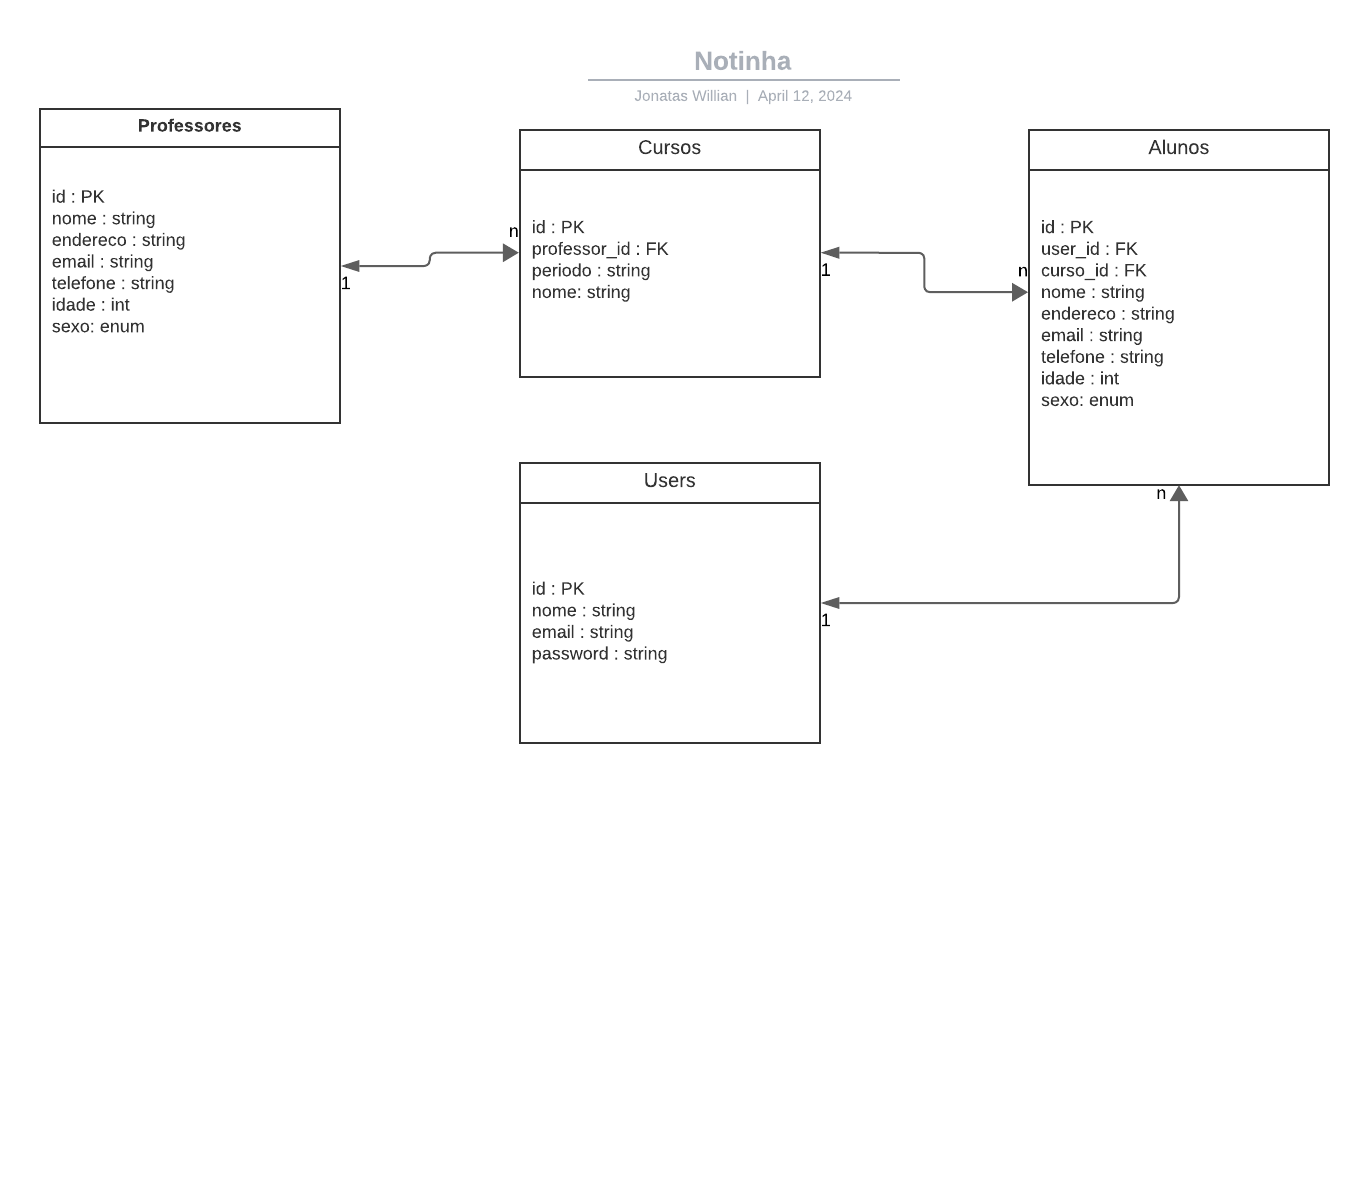 Notinha
Jonatas Willian | April 12, 2024
Professores
id : PK
nome : string
endereco : string
email : string
telefone : string
idade : int
sexo: enum
1
n
Cursos
id : PK
professor_id : FK
periodo : string
nome: string
1
n
Alunos
id : PK
user_id : FK
curso_id : FK
nome : string
endereco : string
email : string
telefone : string
idade : int
sexo: enum
n
Users
id : PK
nome : string
email : string
password : string
1